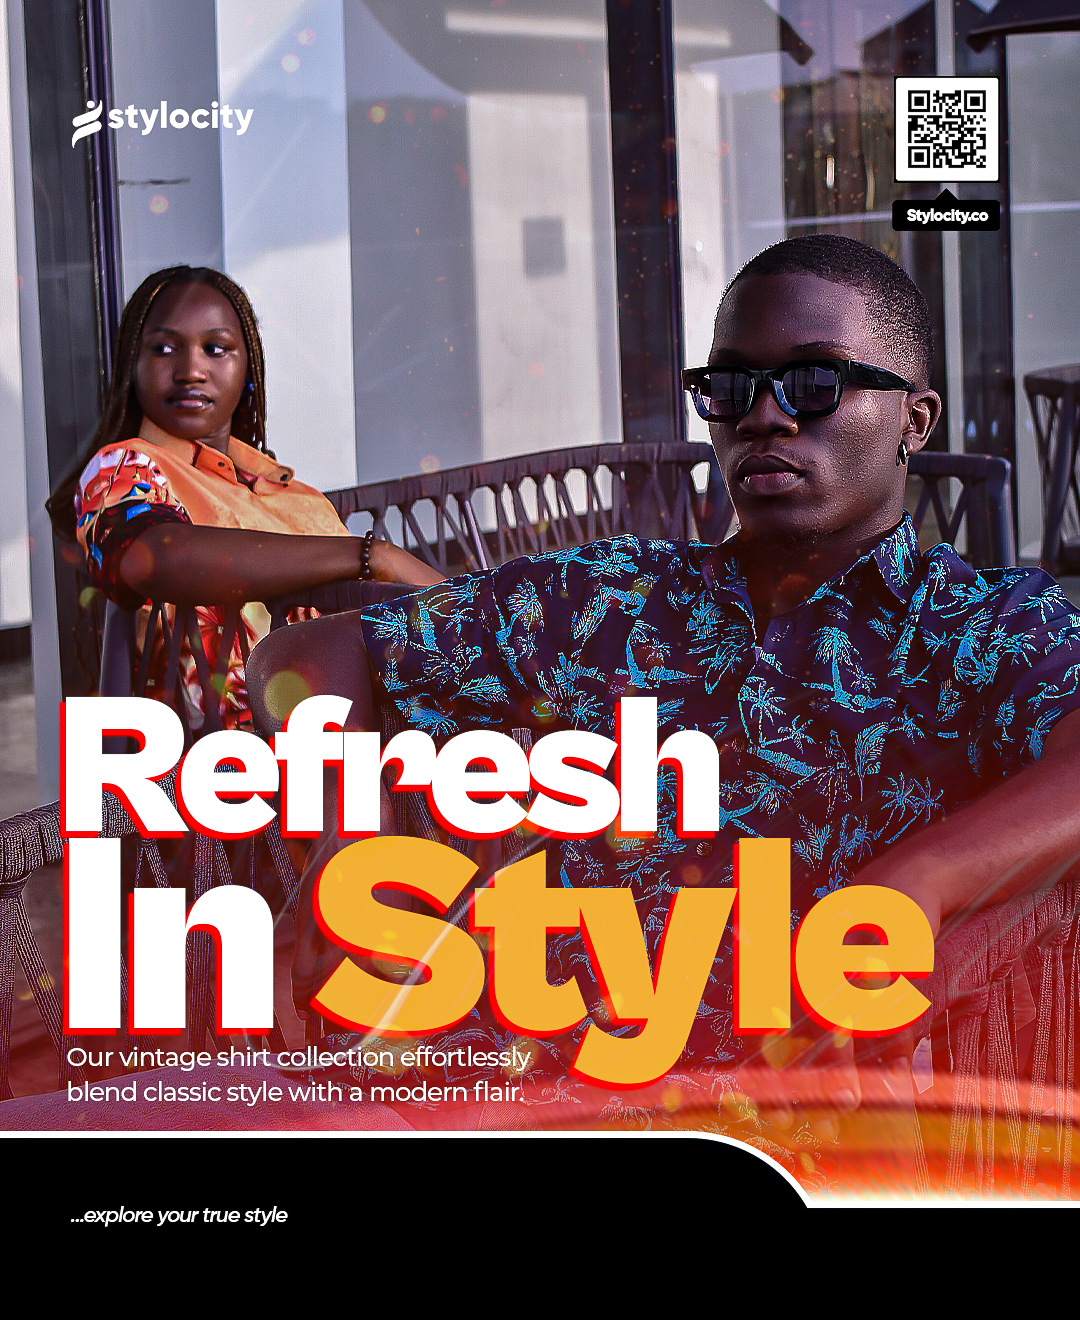 stylocity
Stylocity.co
Refresh
In Style
Our vintage shirt collection effortlessly
blend classic style with a modern flair.
...explore your true style